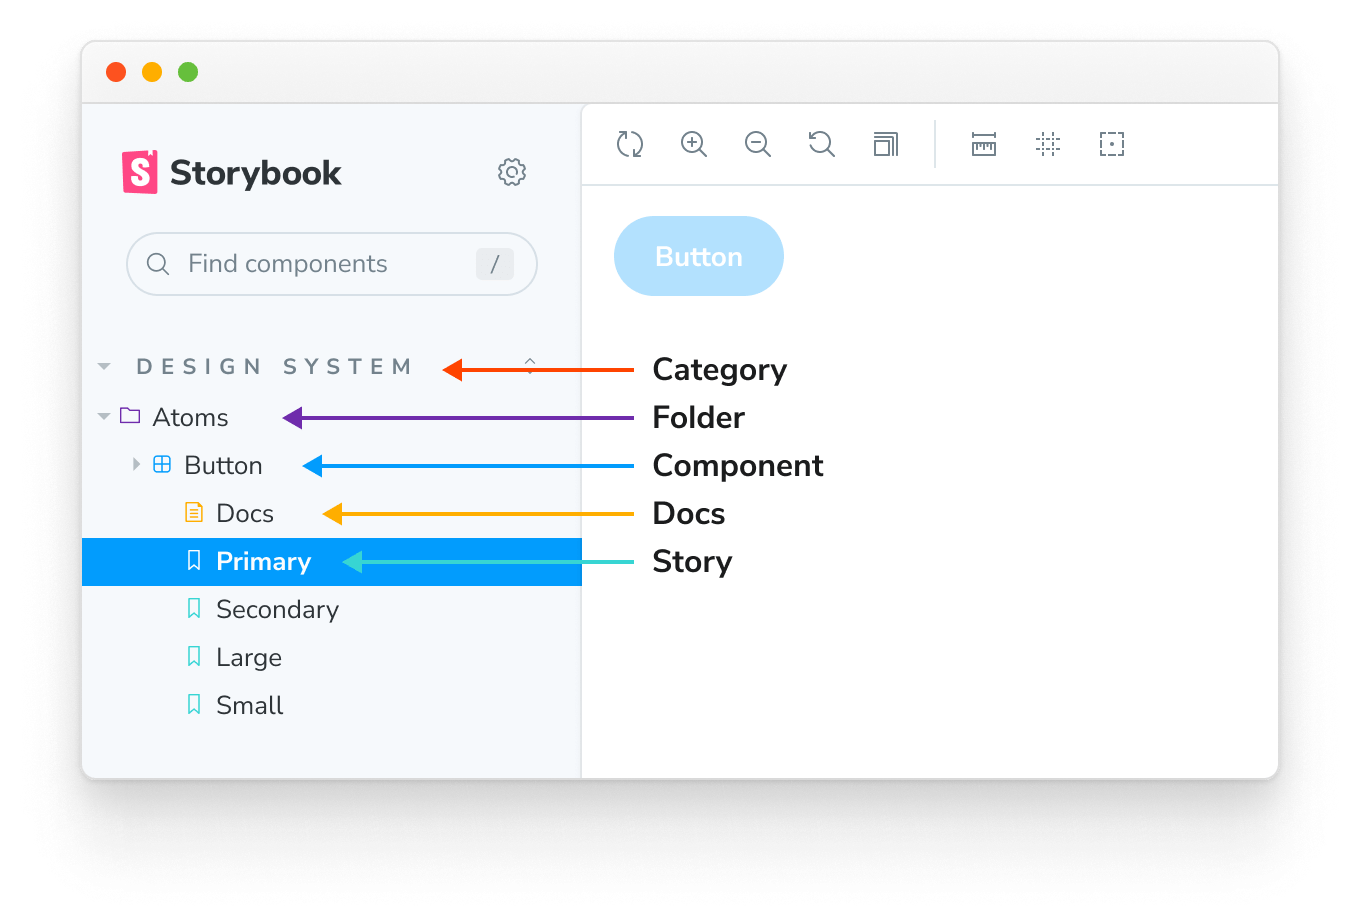 Storybook
Find components /
DESIGN SYSTEM
Category
Atoms
Folder
Button
Component
Docs
Docs
Primary
Story
Secondary
Large
Small
Button